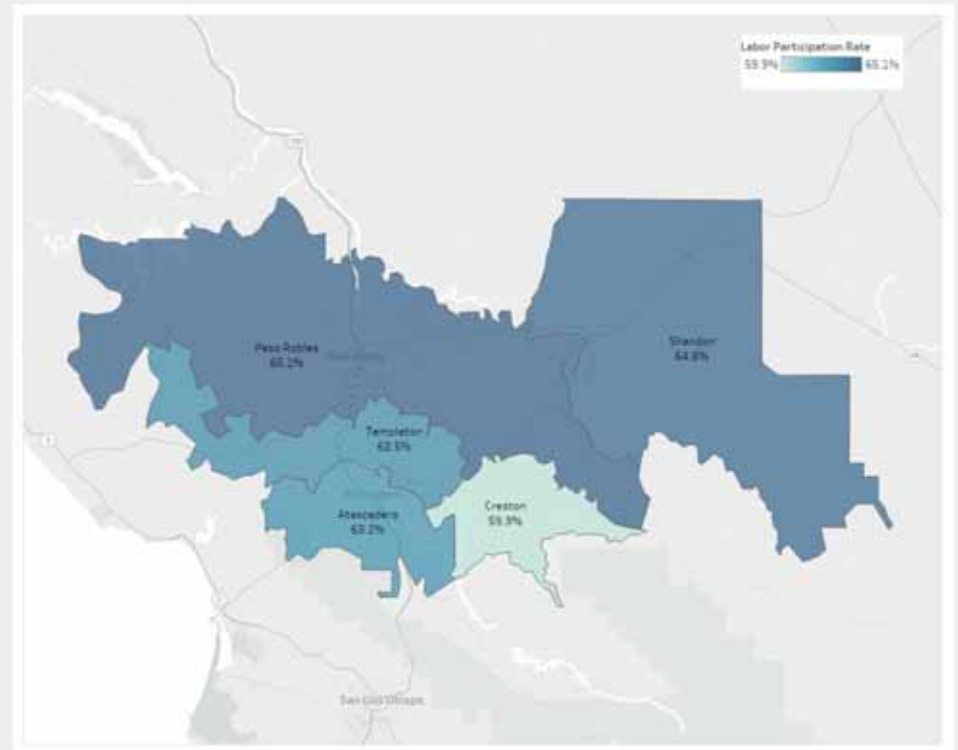 Labor Participation Rate
59.9% 65.1%
Paso Robles
65.1%
Shandon
64.8%
Templeton
62.5%
Atascadero
63.2%
Creston
59.9%
San Luis Obispo